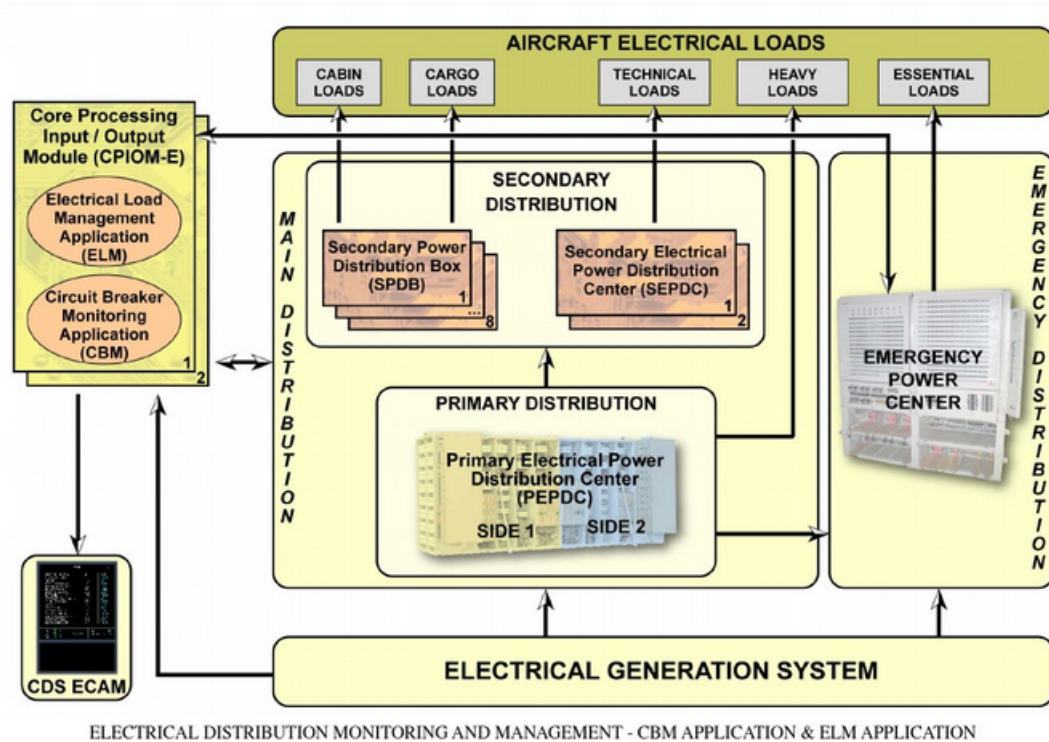 AIRCRAFT ELECTRICAL LOADS
CABIN
LOADS
CARGO
LOADS
TECHNICAL
LOADS
HEAVY
LOADS
ESSENTIAL
LOADS
Core Processing
Input / Output
Module (CPIOM-E)
Electrical Load
Management
Application
(ELM)
Circuit Breaker
Monitoring
Application
(CBM)
1
2
MAIN DISTRIBUTION
SECONDARY
DISTRIBUTION
Secondary Power
Distribution Box
(SPDB)
1
...
8
Secondary Electrical
Power Distribution
Center (SEPDC)
1
2
PRIMARY DISTRIBUTION
Primary Electrical Power
Distribution Center
(PEPDC)
SIDE 1
SIDE 2
EMERGENCY DISTRIBUTION
EMERGENCY
POWER
CENTER
CDS ECAM
ELECTRICAL GENERATION SYSTEM
ELECTRICAL DISTRIBUTION MONITORING AND MANAGEMENT - CBM APPLICATION & ELM APPLICATION